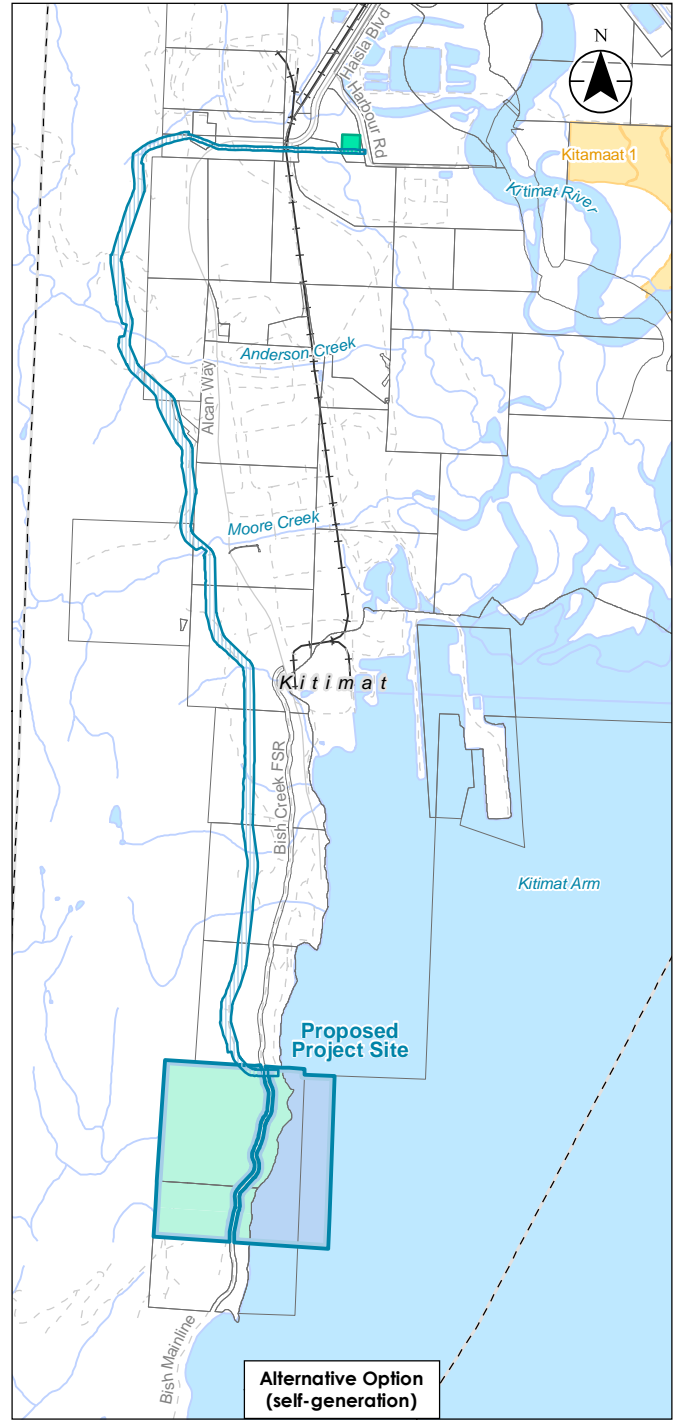 Haisla Blvd
N
Harbour Rd
Kitamaat 1
Kitimat River
Anderson Creek
Alcan Way
Moore Creek
Kitimat
Bish Creek FSR
Kitimat Arm
Proposed
Project Site
Bish Mainline
Alternative Option
(self-generation)